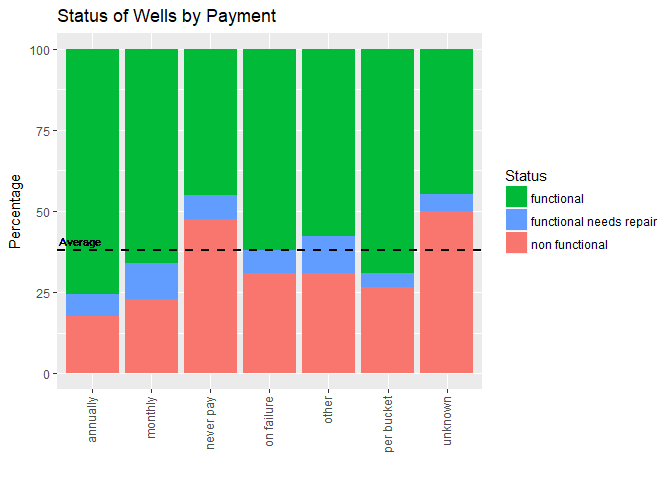 Status of Wells by Payment
Percentage
100
75
50
25
0
Average
annually
monthly
never pay
on failure
other
per bucket
unknown
Status
functional
functional needs repair
non functional